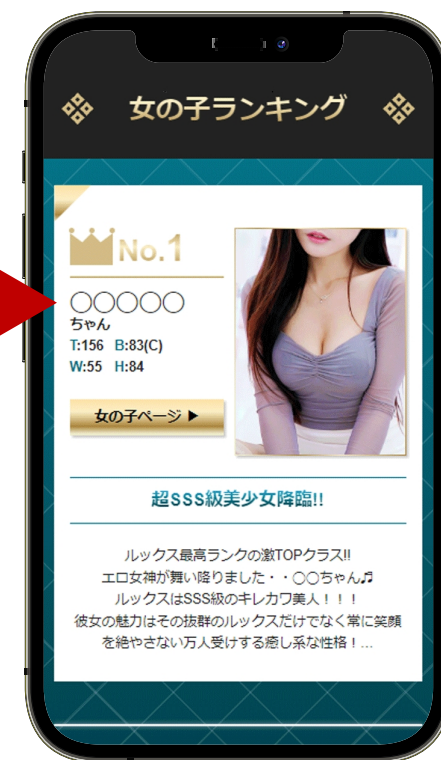 女の子ランキング
No.1
○○○○○
ちゃん
T:156 B:83(C)
W:55 H:84
女の子ページ ▶
超SSS級美少女降臨!!
ルックス最高ランクの激TOPクラス!!
エロ女神が舞い降りました・・○○ちゃん♬
ルックスはSSS級のキレカワ美人！！！
彼女の魅力はその抜群のルックスだけでなく常に笑顔
を絶やさない万人受けする癒し系な性格！...